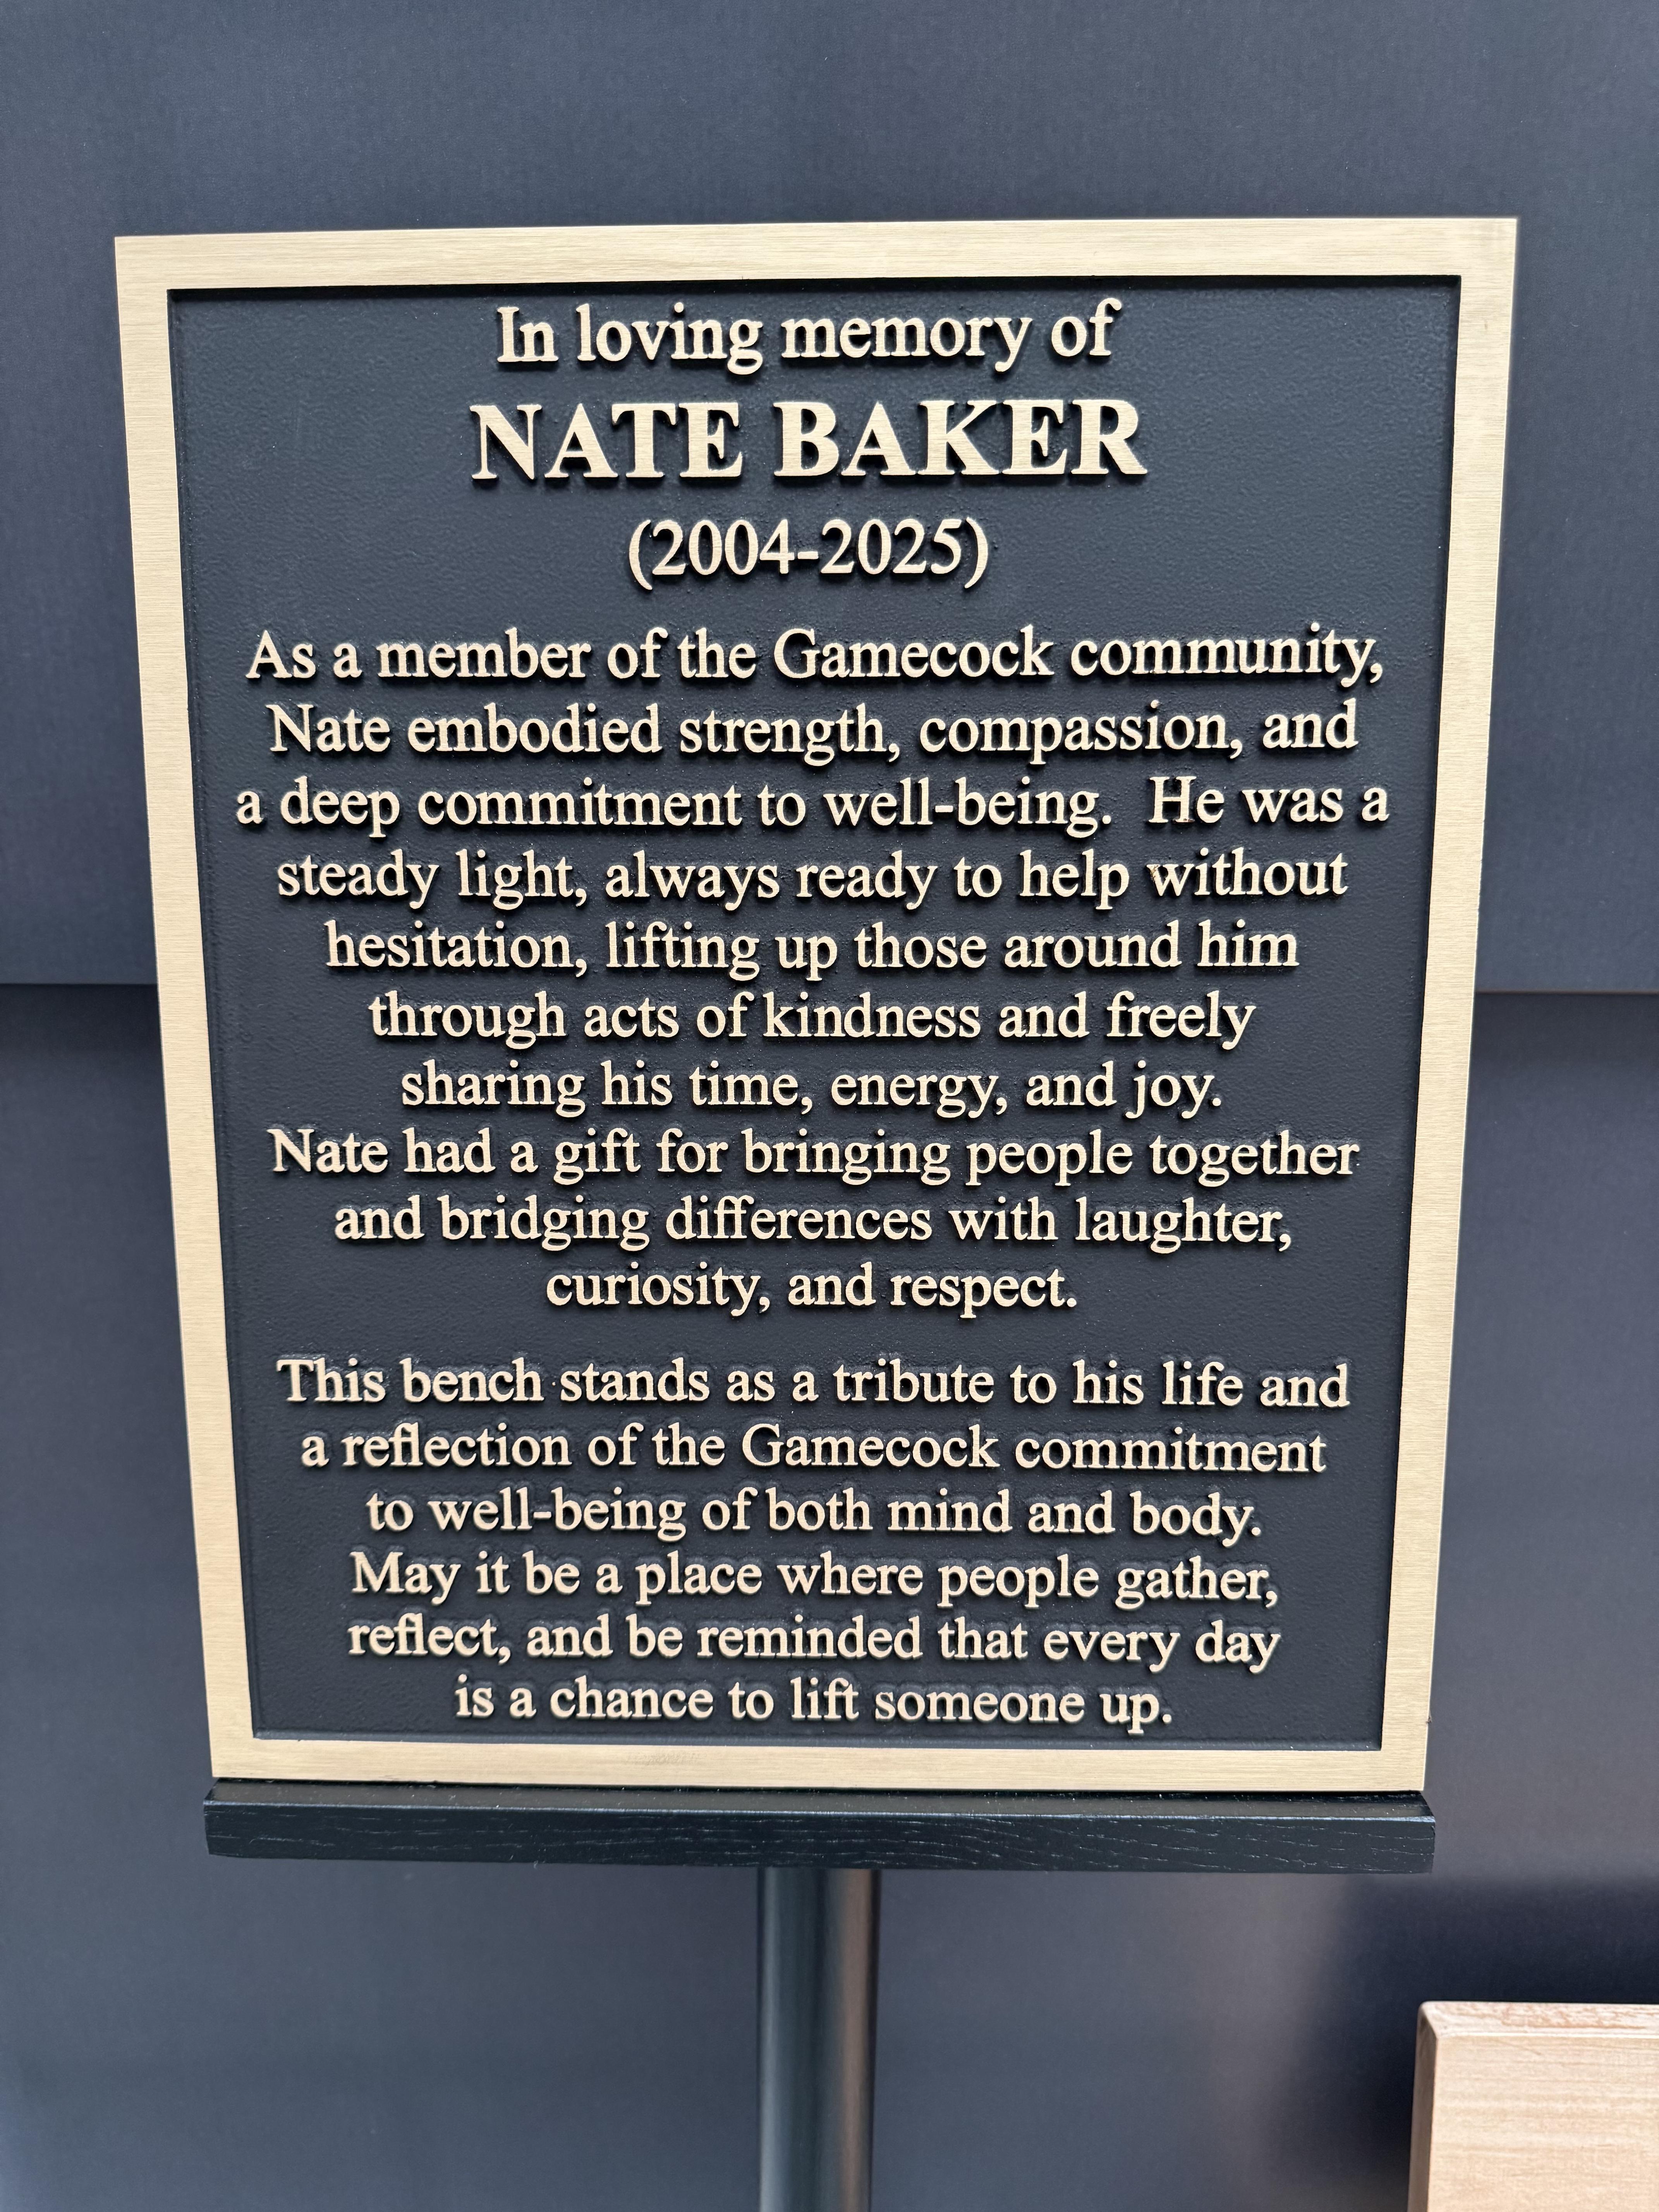 In loving memory of
NATE BAKER
(2004-2025)
As a member of the Gamecock community,
Nate embodied strength, compassion, and
a deep commitment to well-being.  He was a
steady light, always ready to help without
hesitation, lifting up those around him
through acts of kindness and freely
sharing his time, energy, and joy.
Nate had a gift for bringing people together
and bridging differences with laughter,
curiosity, and respect.
This bench stands as a tribute to his life and
a reflection of the Gamecock commitment
to well-being of both mind and body.
May it be a place where people gather,
reflect, and be reminded that every day
is a chance to lift someone up.